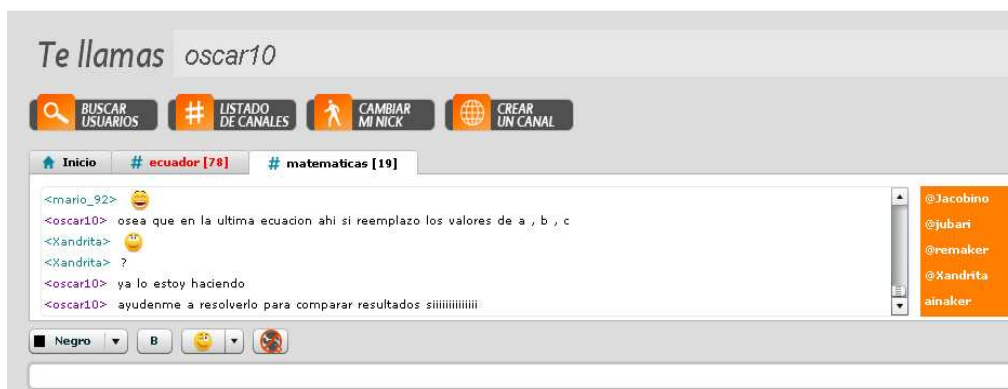 Te llamas oscar10
BUSCAR
USUARIOS
LISTADO
DE CANALES
CAMBIAR
MI NICK
CREAR
UN CANAL
Inicio
# ecuador [78]
# matematicas [19]
<mario_92>
<oscar10> osea que en la ultima ecuacion ahi si reemplazo los valores de a , b , c
<Xandrita>
<Xandrita> ?
<oscar10> ya lo estoy haciendo
<oscar10> ayudenme a resolverlo para comparar resultados siiiiiiiiiiiiii
@Jacobino
@jubari
@remaker
@Xandrita
ainaker
Negro
B